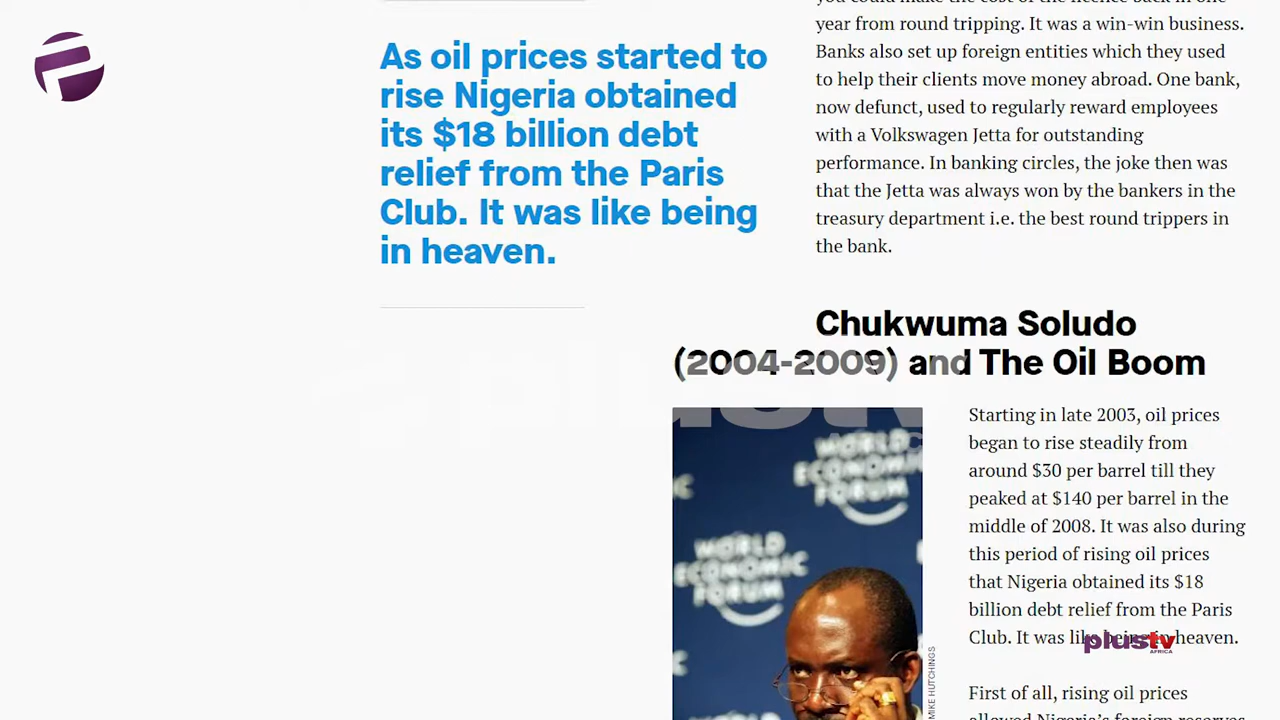 As oil prices started to
rise Nigeria obtained
its $18 billion debt
relief from the Paris
Club. It was like being
in heaven.
year from round tripping. It was a win-win business.
Banks also set up foreign entities which they used
to help their clients move money abroad. One bank,
now defunct, used to regularly reward employees
with a Volkswagen Jetta for outstanding
performance. In banking circles, the joke then was
that the Jetta was always won by the bankers in the
treasury department i.e. the best round trippers in
the bank.
Chukwuma Soludo
(2004-2009) and The Oil Boom
WORLD
ECONOMIC
FORUM
WORLD
ECONOMIC
FORUM
MIKE HUTCHINGS
Starting in late 2003, oil prices
began to rise steadily from
around $30 per barrel till they
peaked at $140 per barrel in the
middle of 2008. It was also during
this period of rising oil prices
that Nigeria obtained its $18
billion debt relief from the Paris
Club. It was like being in heaven.
First of all, rising oil prices
plustv
AFRICA
plustv